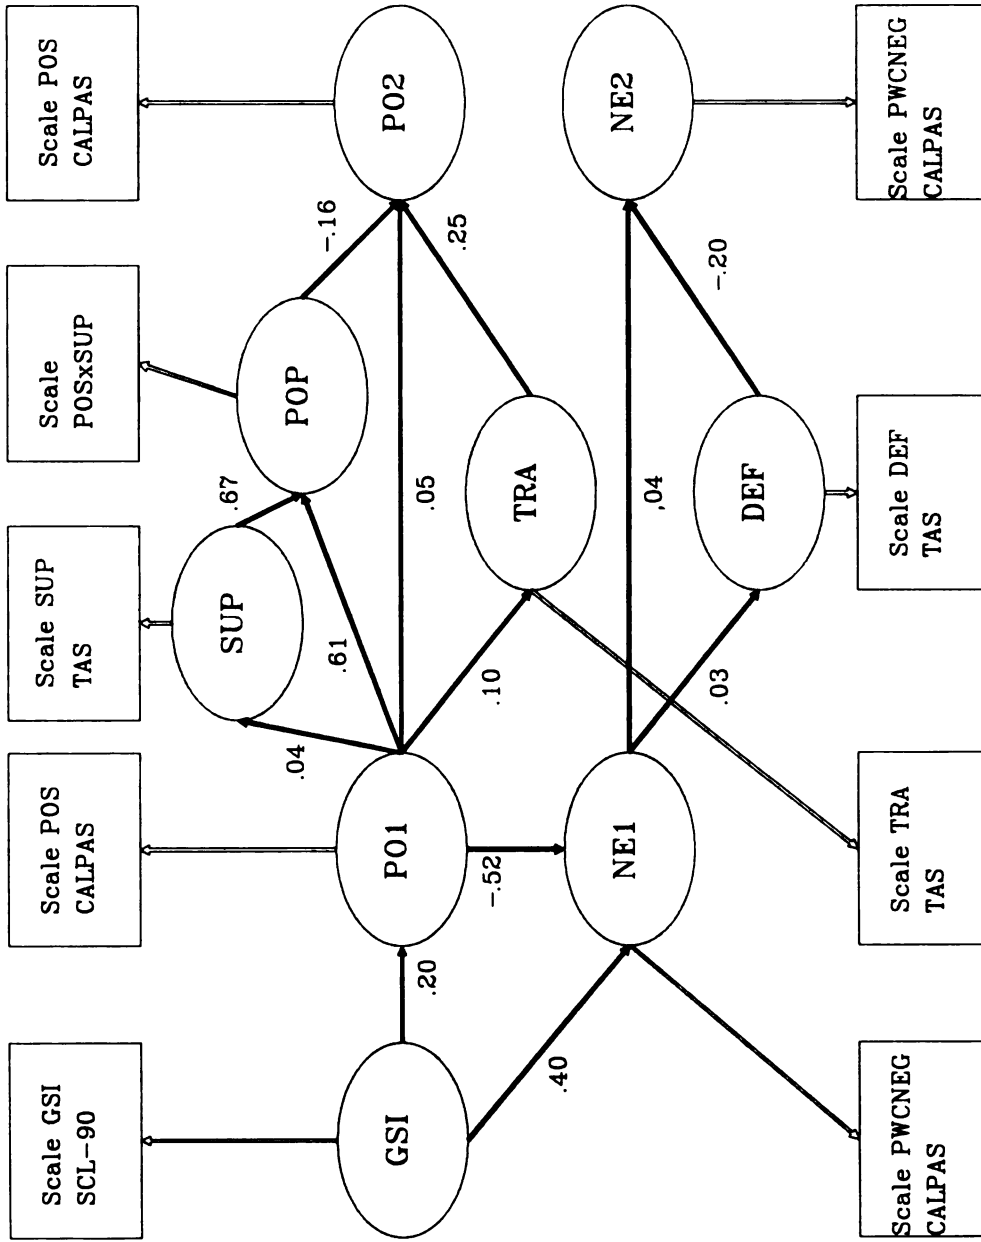 Scale GSI
SCL-90
Scale POS
CALPAS
Scale SUP
TAS
Scale
POSxSUP
Scale POS
CALPAS
SUP
.67
POP
-.16
.04
.61
GSI
.20
PO1
.05
PO2
.25
.10
TRA
-.52
.40
NE1
,04
NE2
.03
DEF
-.20
Scale PWCNEG
CALPAS
Scale TRA
TAS
Scale DEF
TAS
Scale PWCNEG
CALPAS